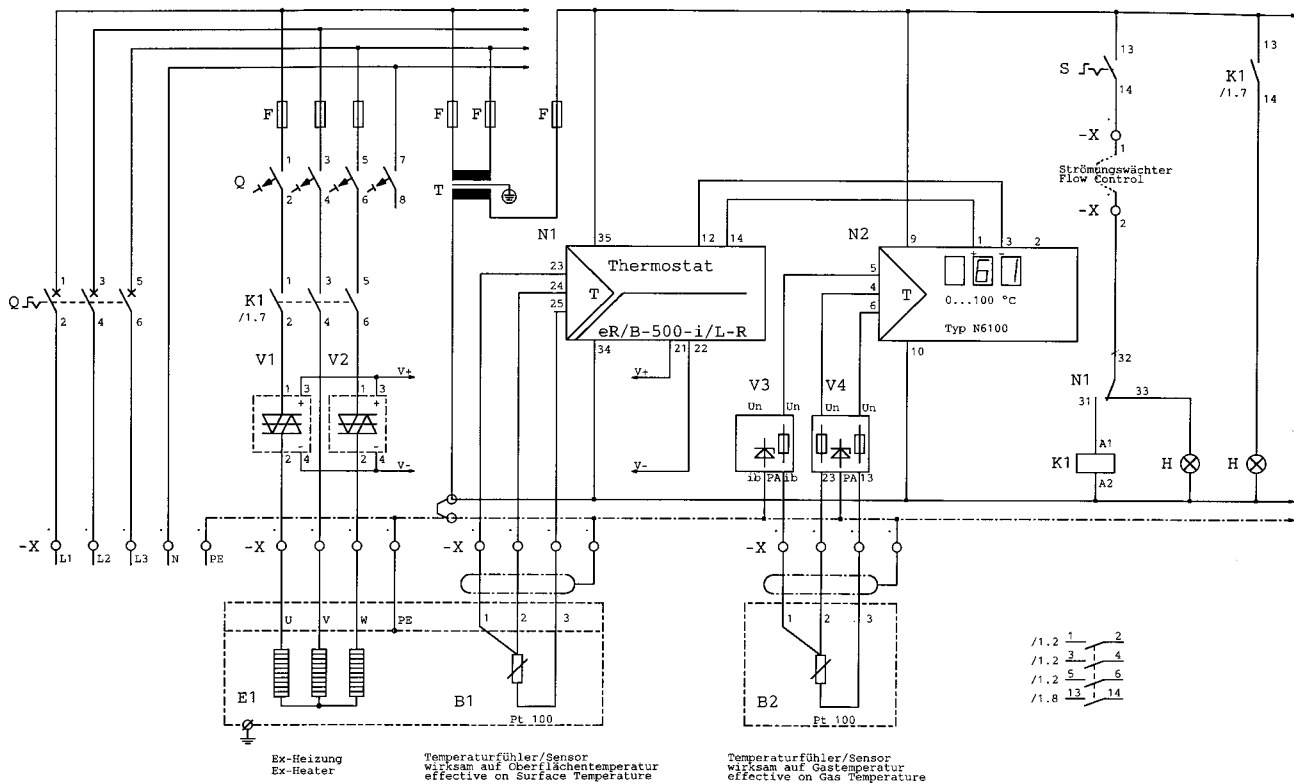 13
13
S
K1
/1.7
14
14
F
F
F
F
-X
1
1 3 5 7
Strömungswächter
Flow Control
Q
T
2 4 6 8
-X
2
N1
35
12 14
N2
9
1 3 2
+ -
23
Thermostat
5
61
24
T
4
T
0...100 °C
25
6
1 3 5
1 3 5
Q
K1
/1.7
2 4 6
2 4 6
eR/B-500-i/L-R
Typ N6100
34
21 22
10
V1
V2
V+
V+
V3
V4
32
N1
1 3
1 3
Un Un
Un Un
31
33
+
+
-
-
A1
2 4
2 4
V-
V-
ib PA ib
23 PA 13
K1
H
H
A2
-X
L1
L2
L3
N
PE
-X
-X
-X
U V W PE
1 2 3
1 2 3
/1.2 1 2
/1.2 3 4
/1.2 5 6
/1.8 13 14
E1
B1
B2
Pt 100
Pt 100
Ex-Heizung
Ex-Heater
Temperaturfühler/Sensor
wirksam auf Oberflächentemperatur
effective on Surface Temperature
Temperaturfühler/Sensor
wirksam auf Gastemperatur
effective on Gas Temperature